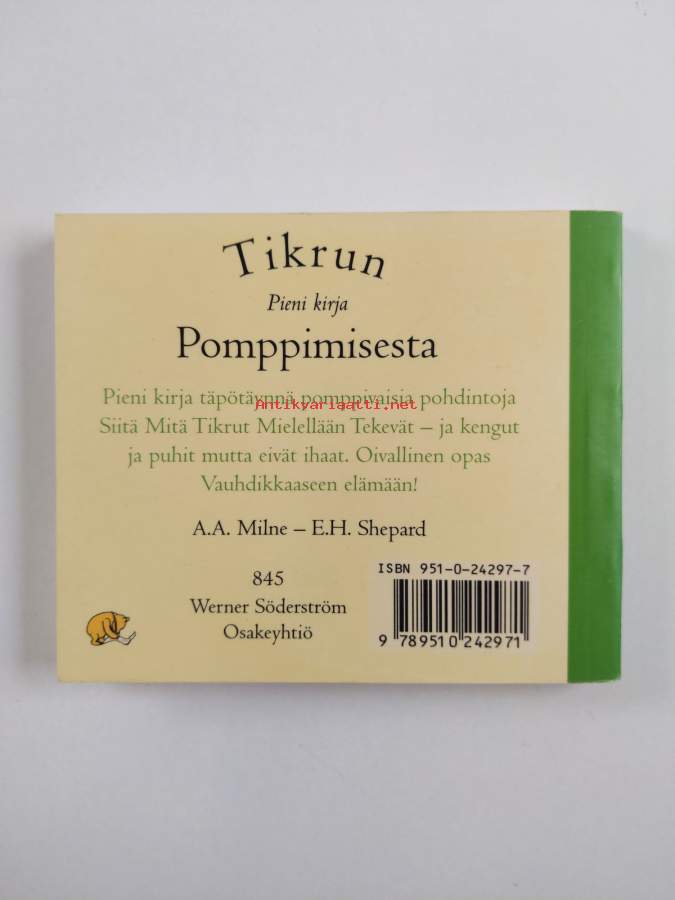 Tikrun
Pieni kirja
Pomppimisesta
Pieni kirja täpötäynnä pomppivaisia pohdintoja
Antikvariaatti.net
Siitä Mitä Tikrut Mielellään Tekevät – ja kengut
ja puhit mutta eivät ihaat. Oivallinen opas
Vauhdikkaaseen elämään!
A.A. Milne – E.H. Shepard
845
Werner Söderström
Osakeyhtiö
ISBN 951-0-24297-7
9 789510 242971